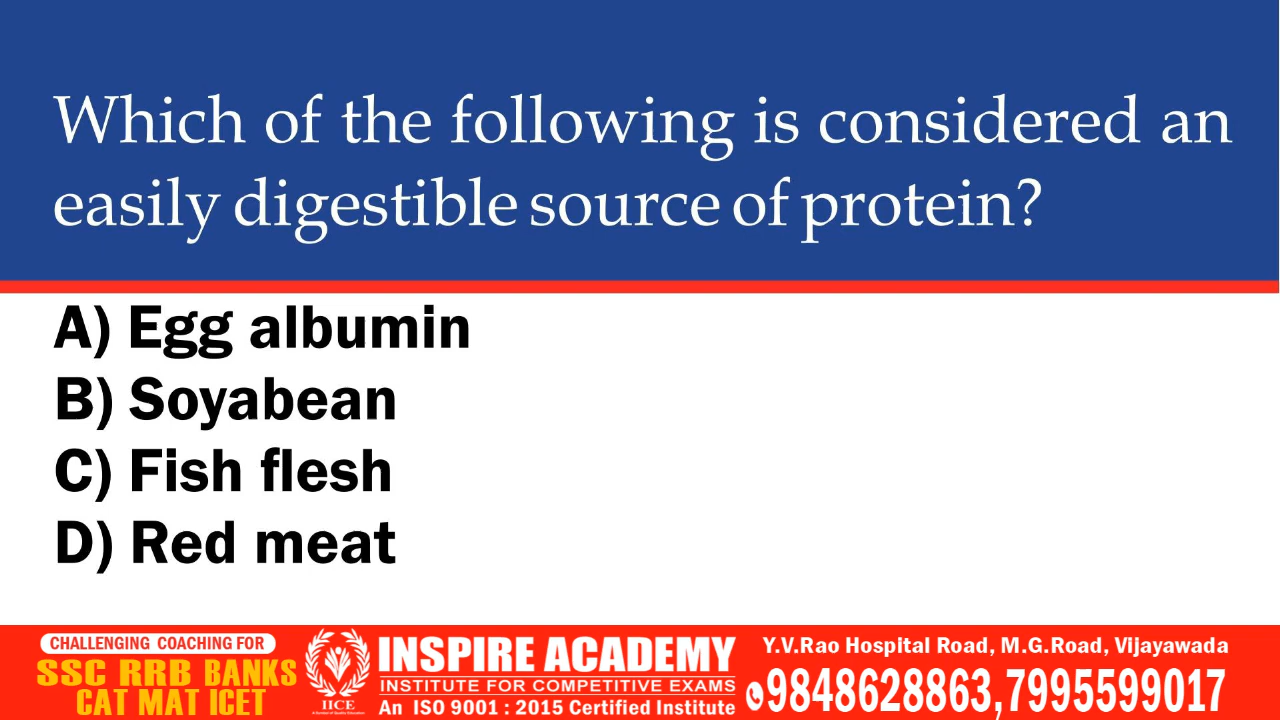 Which of the following is considered an
easily digestible source of protein?
A) Egg albumin
B) Soyabean
C) Fish flesh
D) Red meat
CHALLENGING COACHING FOR
SSC RRB BANKS
CAT MAT ICET
IICE
INSPIRE ACADEMY
INSTITUTE FOR COMPETITIVE EXAMS
An ISO 9001 : 2015 Certified Institute
Y.V.Rao Hospital Road, M.G.Road, Vijayawada
9848628863,7995599017